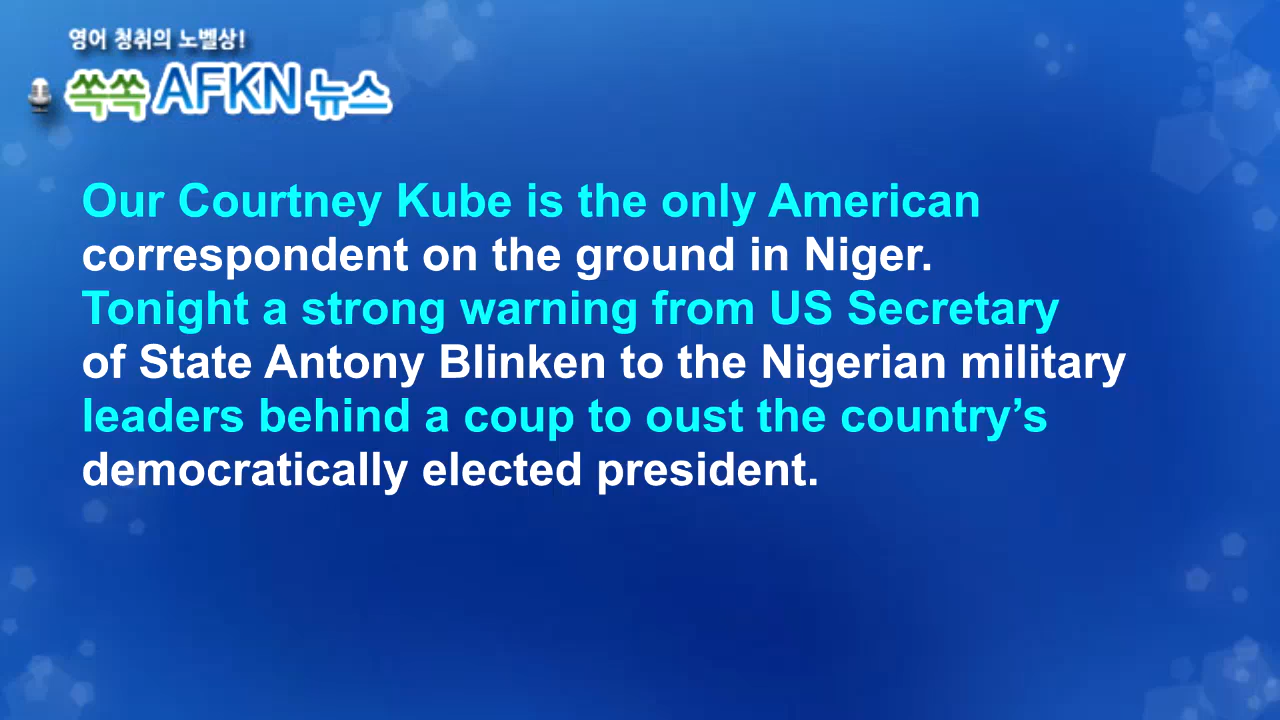 영어 청취의 노벨상!
쏙쏙 AFKN 뉴스
Our Courtney Kube is the only American
correspondent on the ground in Niger.
Tonight a strong warning from US Secretary
of State Antony Blinken to the Nigerian military
leaders behind a coup to oust the country’s
democratically elected president.